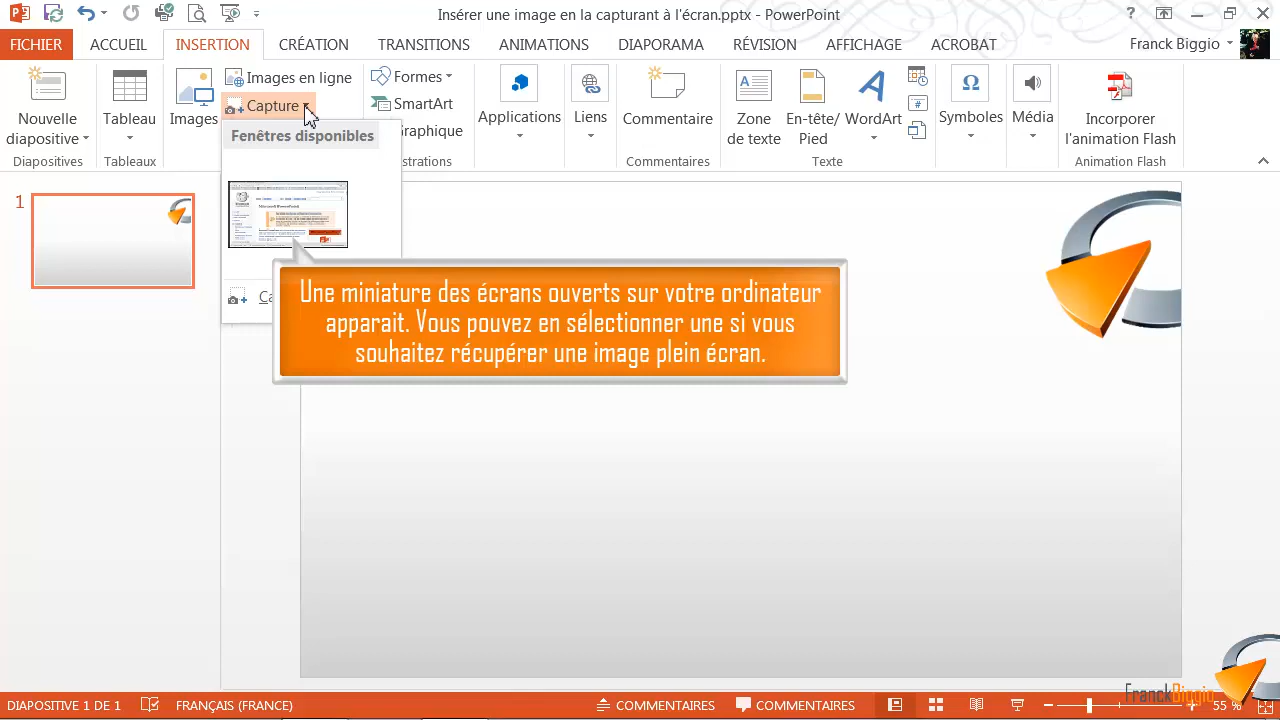 Insérer une image en la capturant à l'écran.pptx - PowerPoint
?
FICHIER
ACCUEIL
INSERTION
CRÉATION
TRANSITIONS
ANIMATIONS
DIAPORAMA
RÉVISION
AFFICHAGE
ACROBAT
Franck Biggio
Nouvelle
diapositive
Diapositives
Tableau
Tableaux
Images
Images en ligne
Capture
Formes
SmartArt
Graphique
Applications
Liens
Commentaire
Commentaires
Zone
de texte
En-tête/
Pied
WordArt
Texte
Symboles
Média
Incorporer
l'animation Flash
Animation Flash
Fenêtres disponibles
1
Une miniature des écrans ouverts sur votre ordinateur
apparait. Vous pouvez en sélectionner une si vous
souhaitez récupérer une image plein écran.
FranckBiggio
DIAPOSITIVE 1 DE 1
FRANÇAIS (FRANCE)
COMMENTAIRES
COMMENTAIRES
55 %